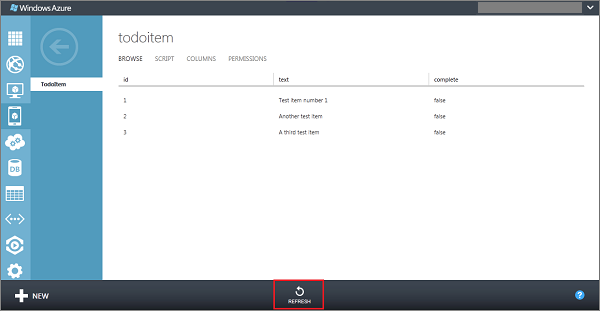 Windows Azure
todoitem
BROWSE SCRIPT COLUMNS PERMISSIONS
TodoItem
id text complete
1 Test item number 1 false
2 Another test item false
3 A third test item false
DB
NEW
REFRESH
?